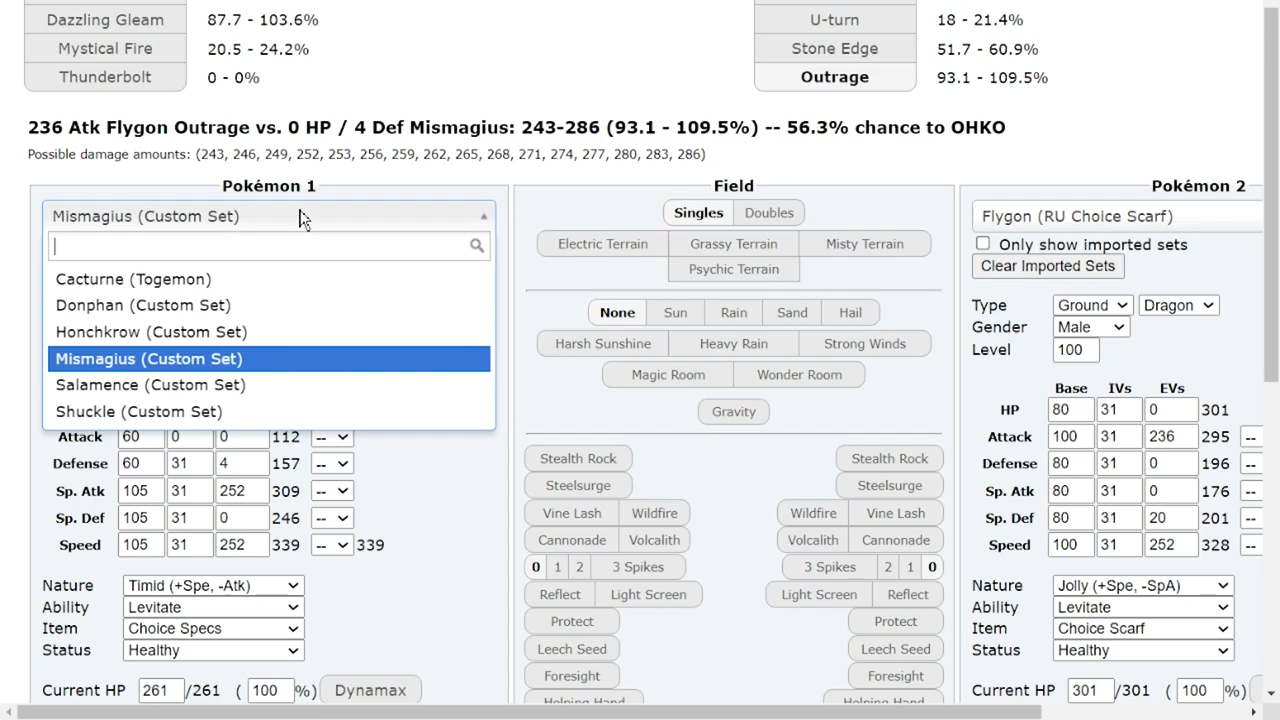 Dazzling Gleam 87.7 - 103.6% U-turn 18 - 21.4%
Mystical Fire 20.5 - 24.2% Stone Edge 51.7 - 60.9%
Thunderbolt 0 - 0% Outrage 93.1 - 109.5%
236 Atk Flygon Outrage vs. 0 HP / 4 Def Mismagius: 243-286 (93.1 - 109.5%) -- 56.3% chance to OHKO
Possible damage amounts: (243, 246, 249, 252, 253, 256, 259, 262, 265, 268, 271, 274, 277, 280, 283, 286)
Pokémon 1
Mismagius (Custom Set)
Cacturne (Togemon)
Donphan (Custom Set)
Honchkrow (Custom Set)
Mismagius (Custom Set)
Salamence (Custom Set)
Shuckle (Custom Set)
Attack 60 0 0 112 --
Defense 60 31 4 157 --
Sp. Atk 105 31 252 309 --
Sp. Def 105 31 0 246 --
Speed 105 31 252 339 -- 339
Nature Timid (+Spe, -Atk)
Ability Levitate
Item Choice Specs
Status Healthy
Current HP 261 /261 ( 100 %) Dynamax
Field
Singles Doubles
Electric Terrain Grassy Terrain Misty Terrain
Psychic Terrain
None Sun Rain Sand Hail
Harsh Sunshine Heavy Rain Strong Winds
Magic Room Wonder Room
Gravity
Stealth Rock Stealth Rock
Steelsurge Steelsurge
Vine Lash Wildfire Wildfire Vine Lash
Cannonade Volcalith Volcalith Cannonade
0 1 2 3 Spikes 3 Spikes 2 1 0
Reflect Light Screen Light Screen Reflect
Protect Protect
Leech Seed Leech Seed
Foresight Foresight
Helping Hand Helping Hand
Pokémon 2
Flygon (RU Choice Scarf)
Only show imported sets
Clear Imported Sets
Type Ground Dragon
Gender Male
Level 100
Base IVs EVs
HP 80 31 0 301
Attack 100 31 236 295 --
Defense 80 31 0 196 --
Sp. Atk 80 31 0 176 --
Sp. Def 80 31 20 201 --
Speed 100 31 252 328 --
Nature Jolly (+Spe, -SpA)
Ability Levitate
Item Choice Scarf
Status Healthy
Current HP 301 /301 ( 100 %)